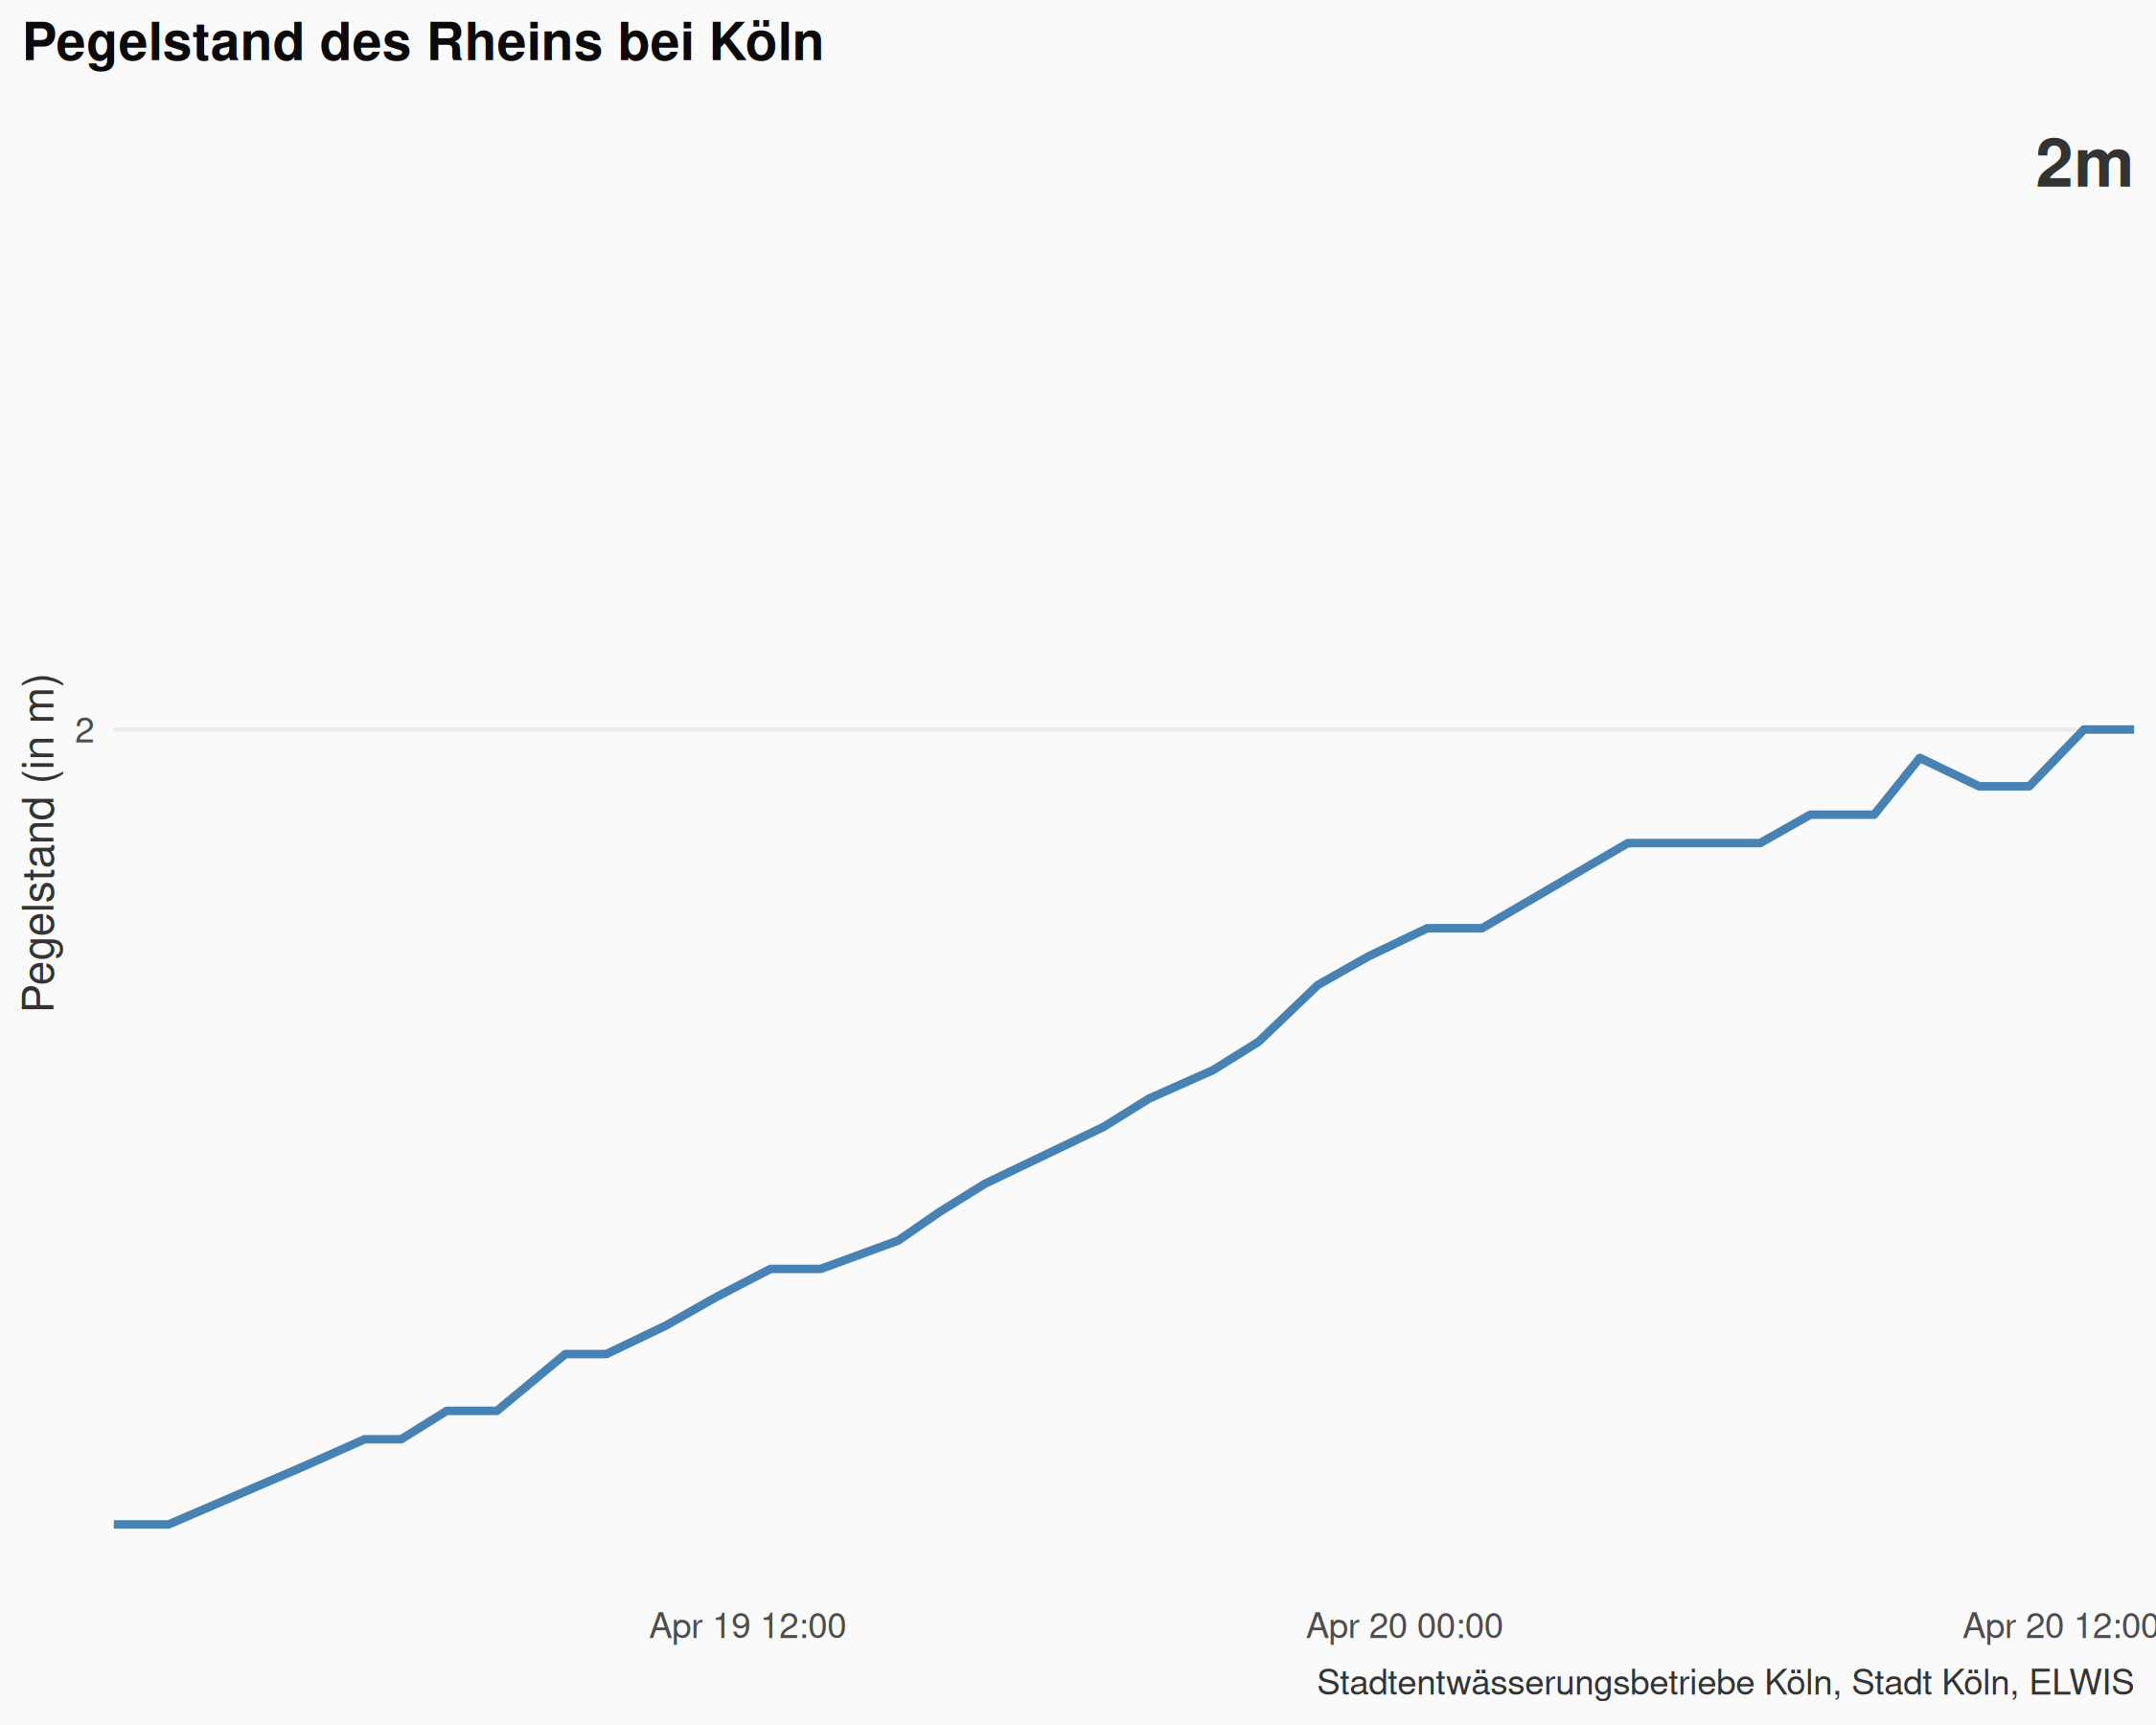 Pegelstand des Rheins bei Köln
2m
Pegelstand (in m)
2
Apr 19 12:00
Apr 20 00:00
Apr 20 12:00
Stadtentwässerungsbetriebe Köln, Stadt Köln, ELWIS